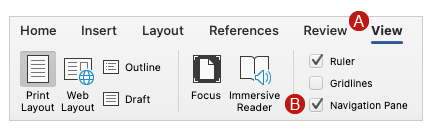 Home Insert Layout References Review A View
Print Layout
Web Layout
Outline
Draft
Focus
Immersive Reader
Ruler
Gridlines
B Navigation Pane